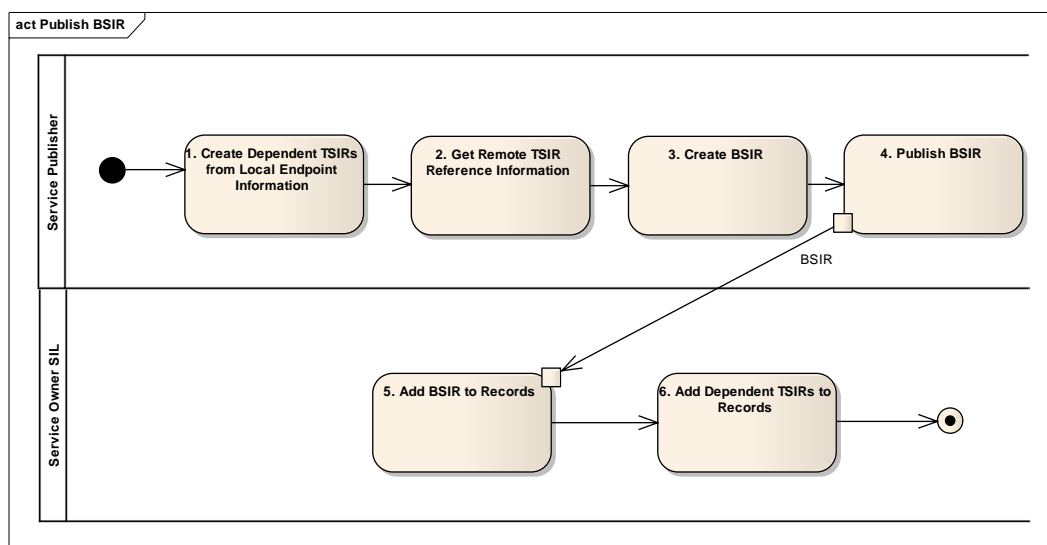 act Publish BSIR
Service Publisher
1. Create Dependent TSIRs
from Local Endpoint
Information
2. Get Remote TSIR
Reference Information
3. Create BSIR
4. Publish BSIR
BSIR
Service Owner SIL
5. Add BSIR to Records
6. Add Dependent TSIRs to
Records